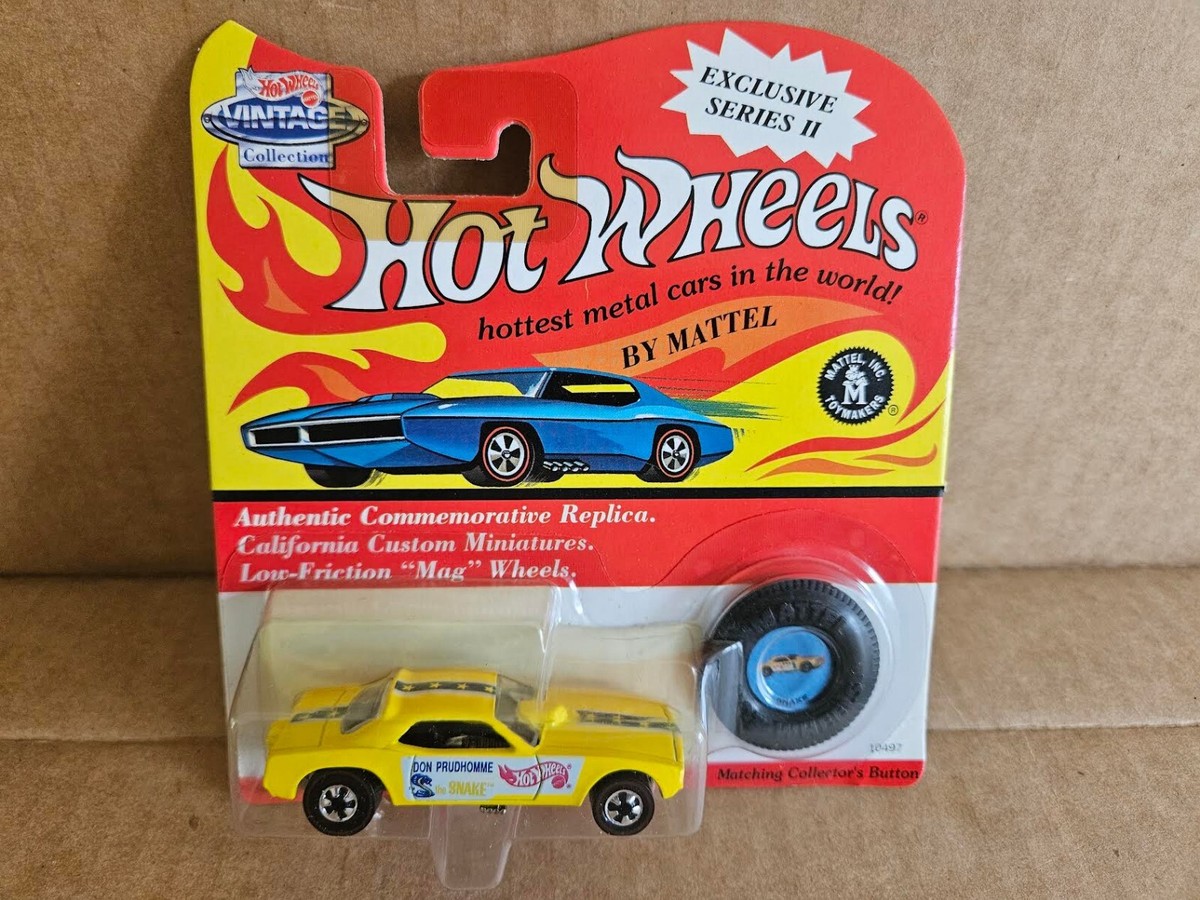 Hot Wheels
VINTAGE
Collection
EXCLUSIVE
SERIES II
Hot Wheels®
hottest metal cars in the world!
BY MATTEL
MATTEL, INC.
M
TOYMAKERS
®
Authentic Commemorative Replica.
California Custom Miniatures.
Low-Friction "Mag" Wheels.
MATTEL
SNAKE
DON PRUDHOMME
the SNAKE™
Hot Wheels®
10497
Matching Collector's Button